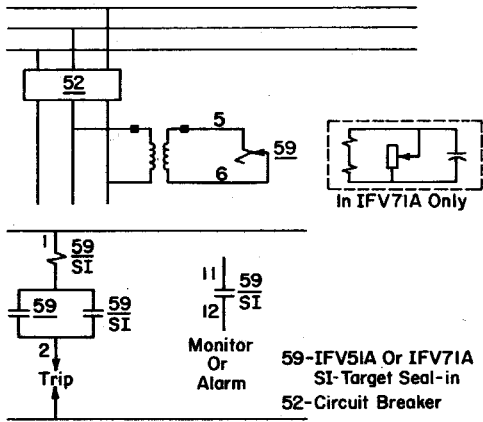 52
5
59
6
In IFV71A Only
1
59
SI
59
59
SI
2
Trip
11
59
SI
12
Monitor
Or
Alarm
59-IFV51A Or IFV71A
SI-Target Seal-in
52-Circuit Breaker